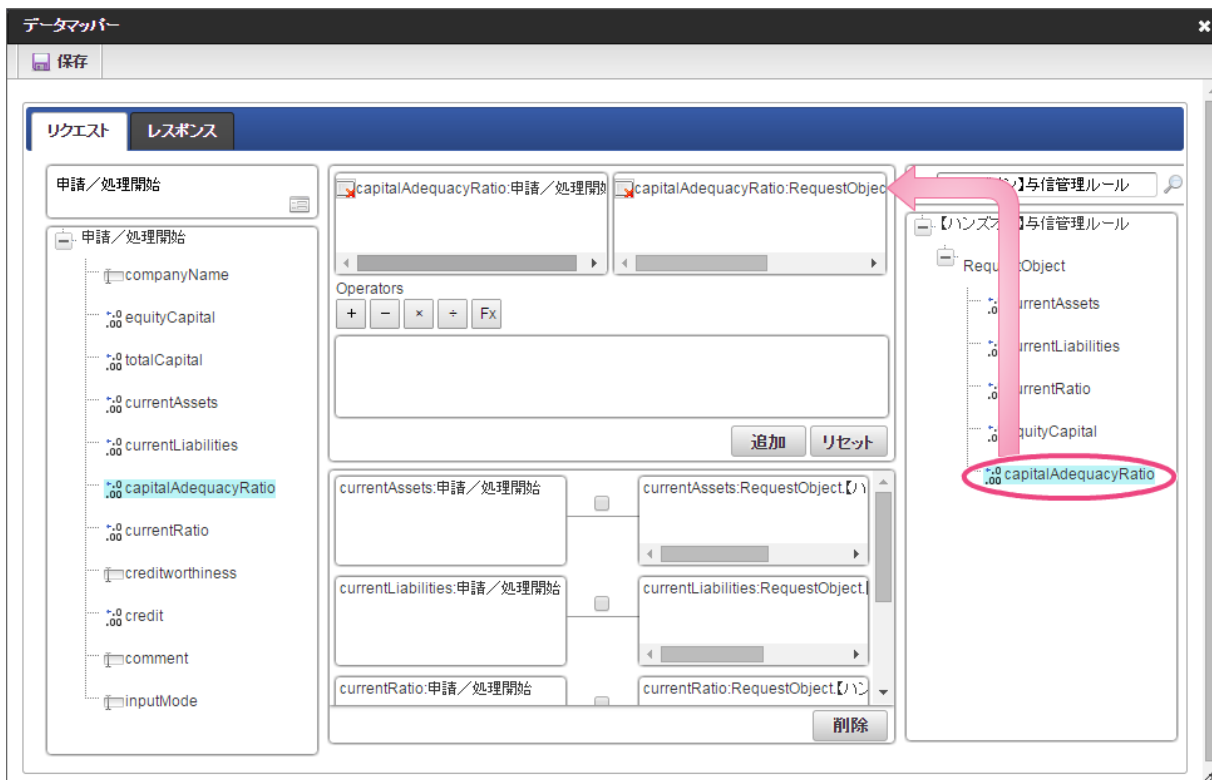 データマッパー
保存
リクエスト
レスポンス
申請／処理開始
申請／処理開始
companyName
equityCapital
totalCapital
currentAssets
currentLiabilities
capitalAdequacyRatio
currentRatio
creditworthiness
credit
comment
inputMode
capitalAdequacyRatio:申請／処理開始
capitalAdequacyRatio:RequestObjec
Operators
+ − × ÷ Fx
追加 リセット
currentAssets:申請／処理開始
currentAssets:RequestObject.【ハ
currentLiabilities:申請／処理開始
currentLiabilities:RequestObject.
currentRatio:申請／処理開始
currentRatio:RequestObject.【ハン
削除
】与信管理ルール
【ハンズオ 】与信管理ルール
Requ tObject
urrentAssets
urrentLiabilities
urrentRatio
quityCapital
capitalAdequacyRatio